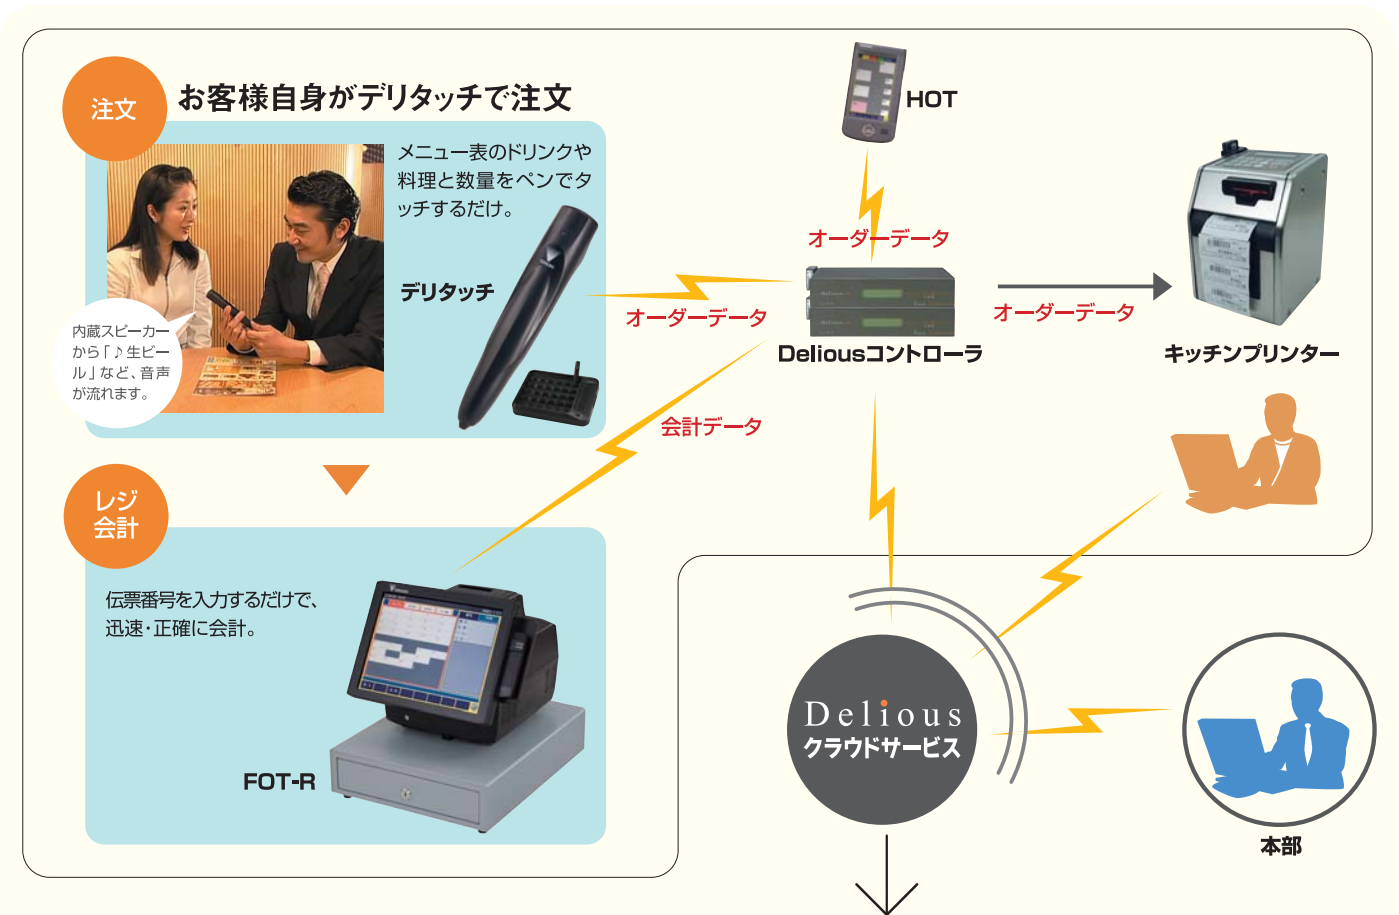 注文
お客様自身がデリタッチで注文
メニュー表のドリンクや
料理と数量をペンでタ
ッチするだけ。
デリタッチ
内蔵スピーカー
から「♪生ビー
ル」など、音声
が流れます。
HOT
オーダーデータ
オーダーデータ
オーダーデータ
Deliousコントローラ
キッチンプリンター
会計データ
レジ
会計
伝票番号を入力するだけで、
迅速・正確に会計。
FOT-R
Delious
クラウドサービス
本部